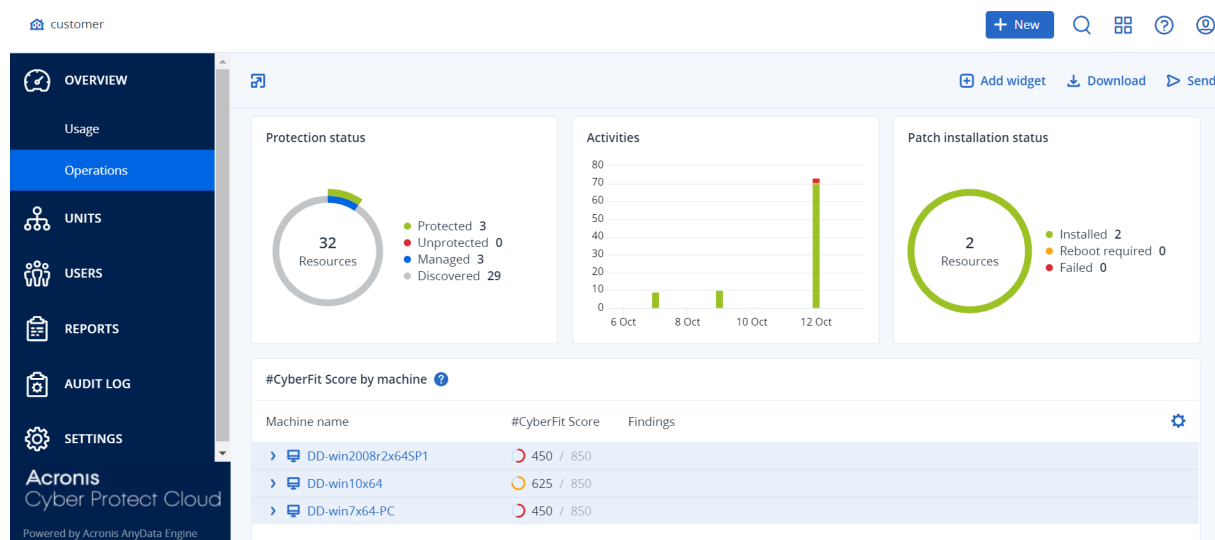 customer
+ New
OVERVIEW
Usage
Operations
UNITS
USERS
REPORTS
AUDIT LOG
SETTINGS
Acronis
Cyber Protect Cloud
Powered by Acronis AnyData Engine
Add widget
Download
Send
Protection status
32
Resources
Protected 3
Unprotected 0
Managed 3
Discovered 29
Activities
80
70
60
50
40
30
20
10
0
6 Oct 8 Oct 10 Oct 12 Oct
Patch installation status
2
Resources
Installed 2
Reboot required 0
Failed 0
#CyberFit Score by machine ?
Machine name #CyberFit Score Findings
DD-win2008r2x64SP1 450 / 850
DD-win10x64 625 / 850
DD-win7x64-PC 450 / 850